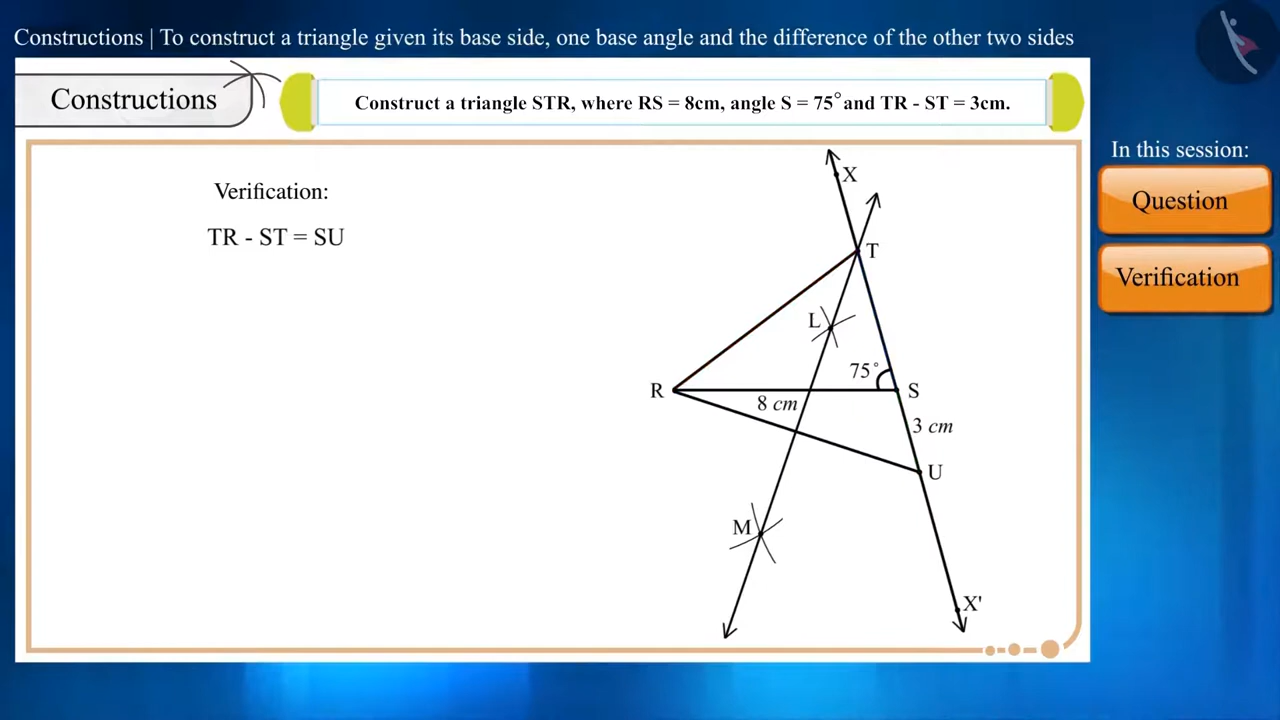 Constructions | To construct a triangle given its base side, one base angle and the difference of the other two sides
Constructions
Construct a triangle STR, where RS = 8cm, angle S = 75° and TR - ST = 3cm.
In this session:
Question
Verification
Verification:
TR - ST = SU
X
T
L
75°
R
S
8 cm
3 cm
U
M
X'